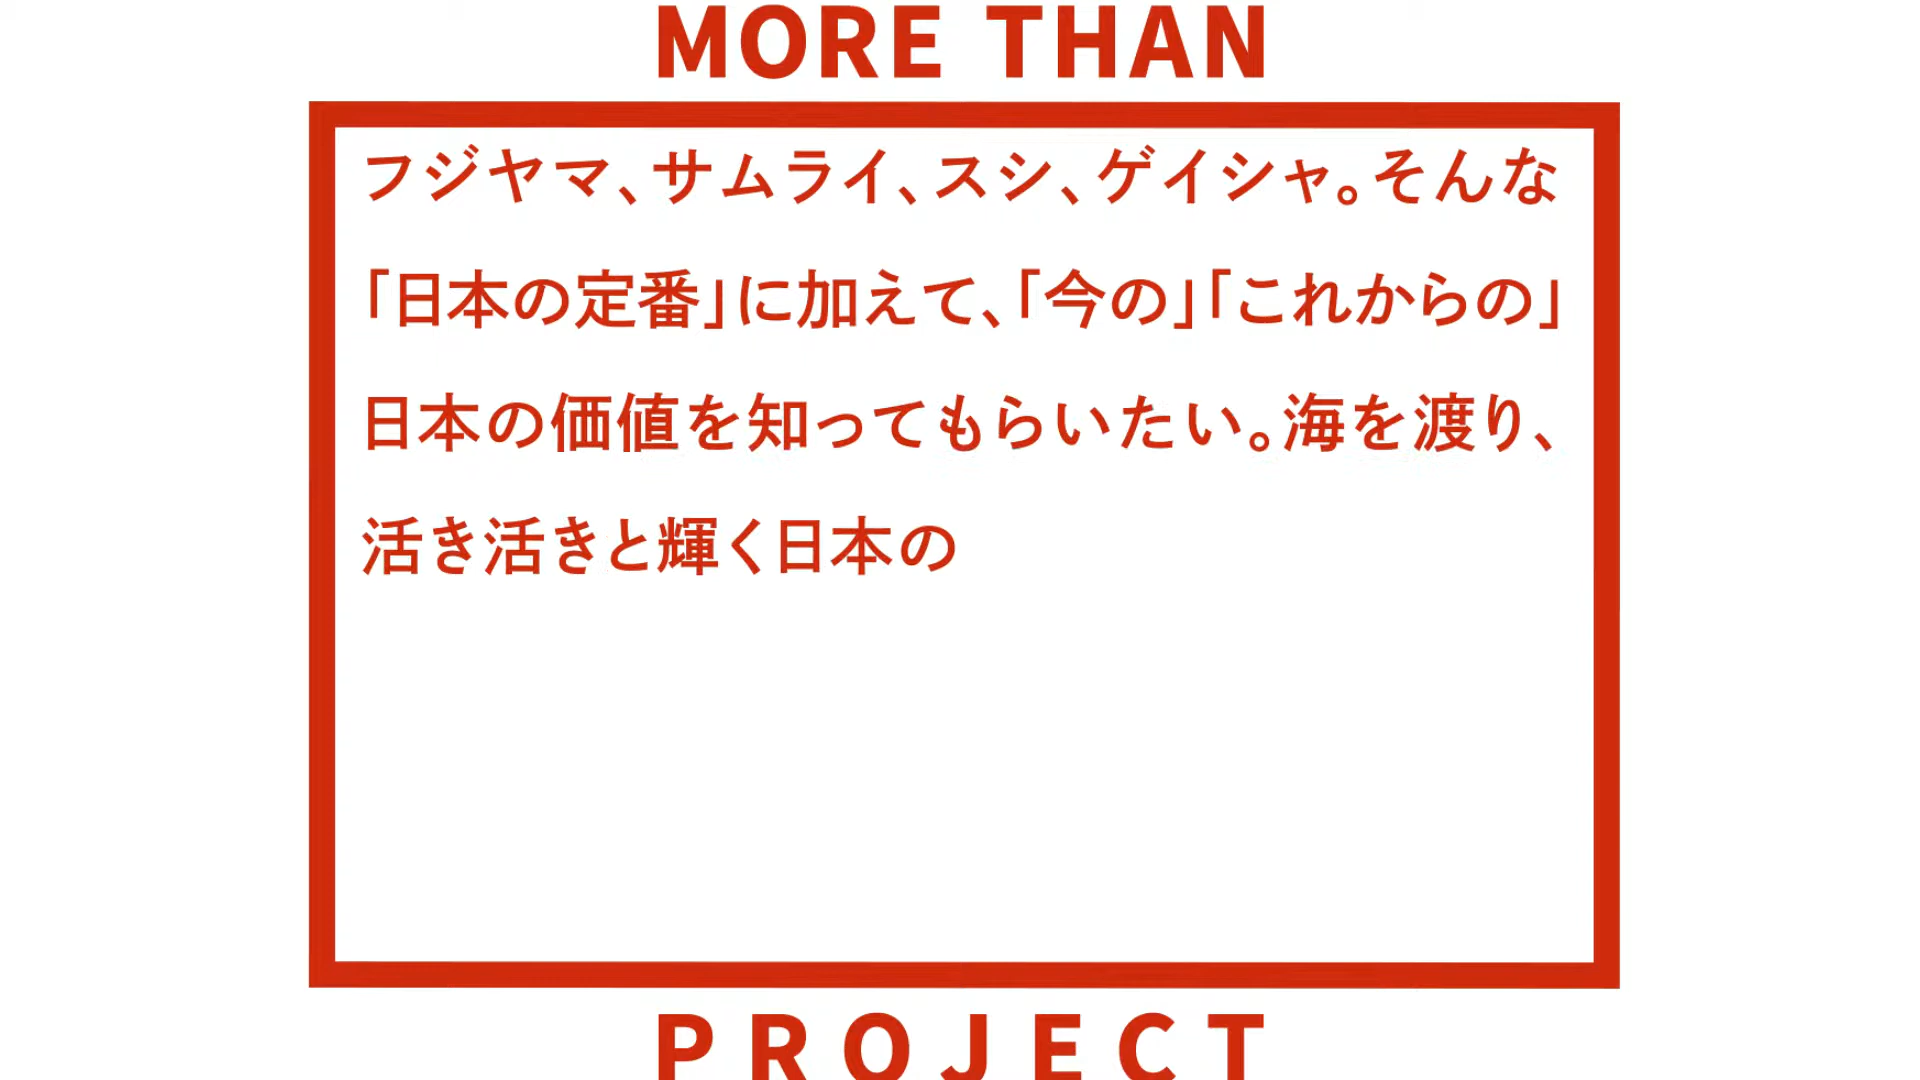 MORE THAN
フジヤマ、サムライ、スシ、ゲイシャ。そんな
「日本の定番」に加えて、「今の」「これからの」
日本の価値を知ってもらいたい。海を渡り、
活き活きと輝く日本の
PROJECT